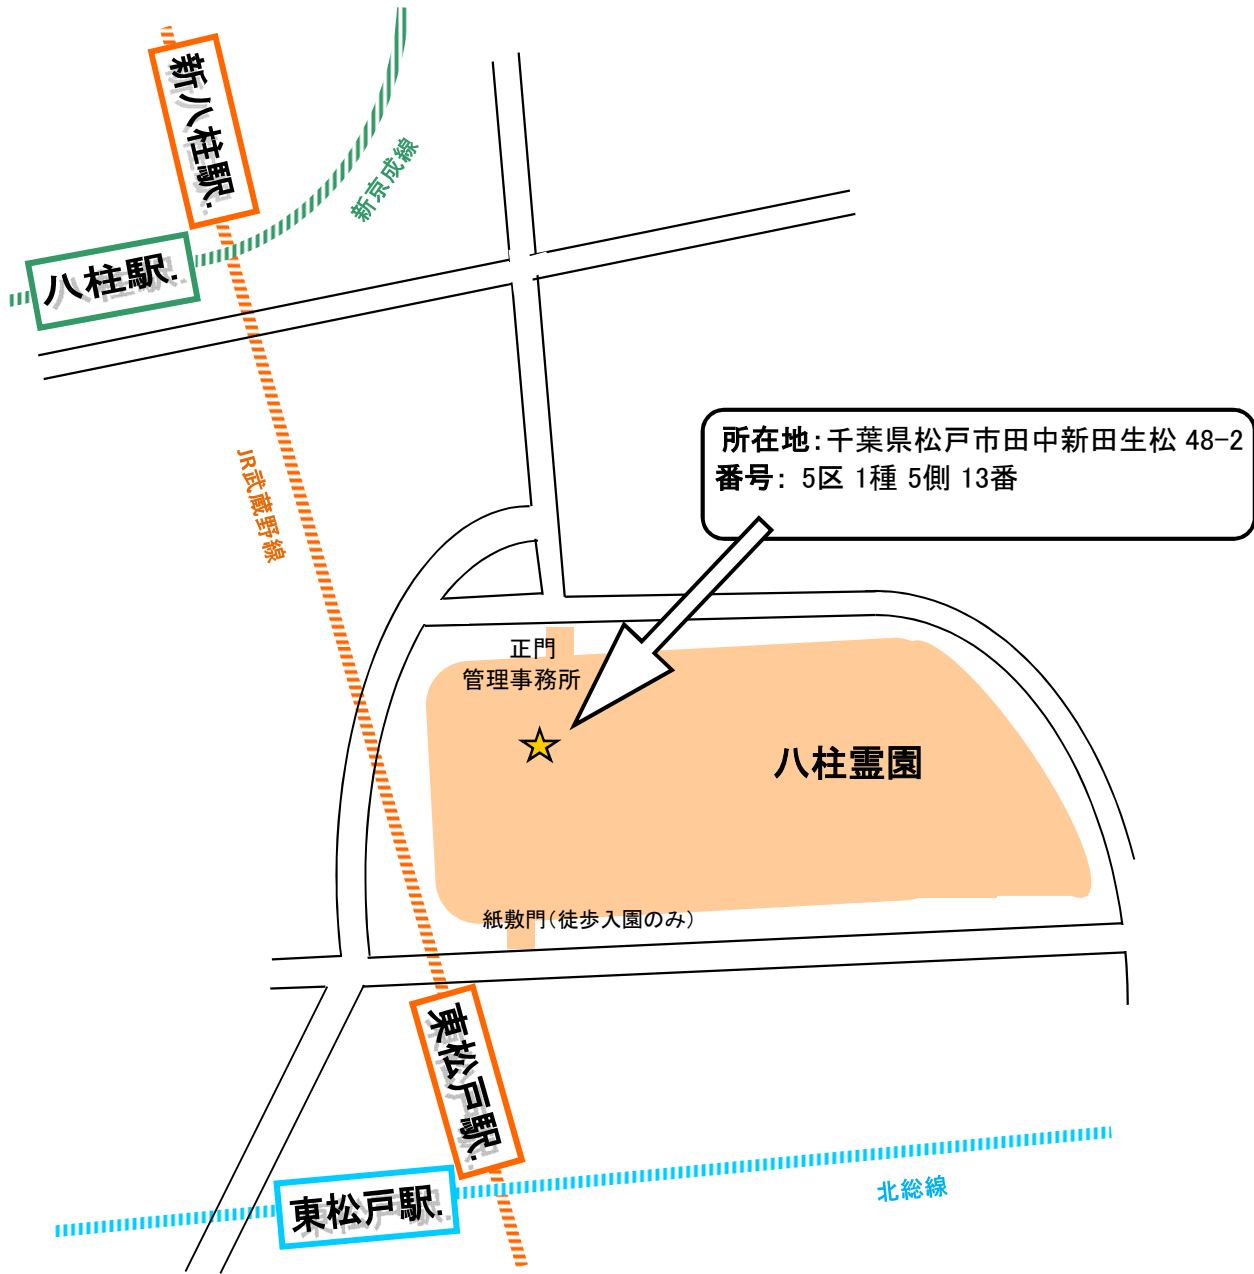 新八柱駅.
新京成線
八柱駅.
所在地:千葉県松戸市田中新田生松 48-2
番号: 5区 1種 5側 13番
JR武蔵野線
正門
管理事務所
八柱霊園
紙敷門(徒歩入園のみ)
東松戸駅.
東松戸駅.
北総線